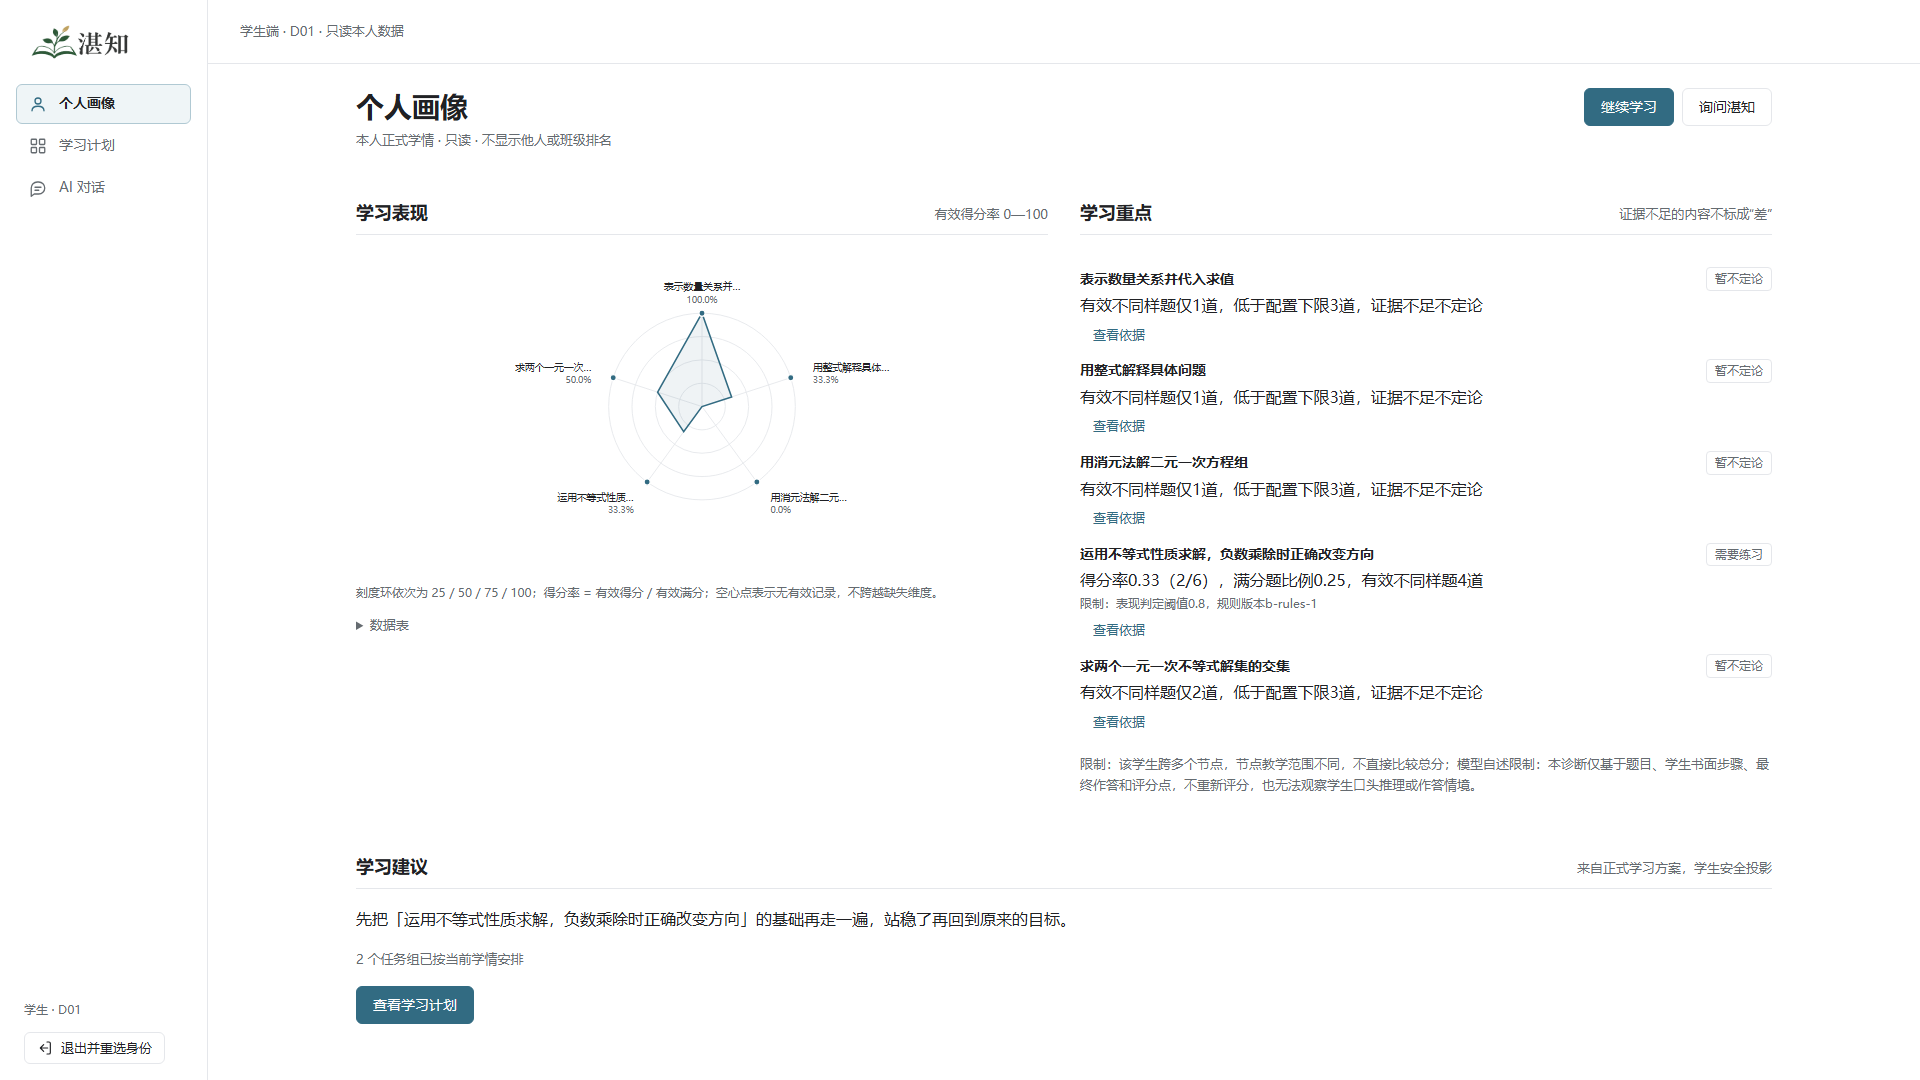 湛知
个人画像
学习计划
AI 对话
学生 · D01
退出并重选身份
学生端 · D01 · 只读本人数据
个人画像
本人正式学情 · 只读 · 不显示他人或班级排名
继续学习
询问湛知
学习表现
有效得分率 0—100
表示数量关系并...
100.0%
求两个一元一次...
50.0%
用整式解释具体...
33.3%
运用不等式性质...
33.3%
用消元法解二元...
0.0%
刻度环依次为 25 / 50 / 75 / 100；得分率 = 有效得分 / 有效满分；空心点表示无有效记录，不跨越缺失维度。
数据表
学习重点
证据不足的内容不标成“差”
表示数量关系并代入求值
暂不定论
有效不同样题仅1道，低于配置下限3道，证据不足不定论
查看依据
用整式解释具体问题
暂不定论
有效不同样题仅1道，低于配置下限3道，证据不足不定论
查看依据
用消元法解二元一次方程组
暂不定论
有效不同样题仅1道，低于配置下限3道，证据不足不定论
查看依据
运用不等式性质求解，负数乘除时正确改变方向
需要练习
得分率0.33（2/6），满分题比例0.25，有效不同样题4道
限制：表现判定阈值0.8，规则版本b-rules-1
查看依据
求两个一元一次不等式解集的交集
暂不定论
有效不同样题仅2道，低于配置下限3道，证据不足不定论
查看依据
限制：该学生跨多个节点，节点教学范围不同，不直接比较总分；模型自述限制：本诊断仅基于题目、学生书面步骤、最
终作答和评分点，不重新评分，也无法观察学生口头推理或作答情境。
学习建议
来自正式学习方案，学生安全投影
先把「运用不等式性质求解，负数乘除时正确改变方向」的基础再走一遍，站稳了再回到原来的目标。
2 个任务组已按当前学情安排
查看学习计划